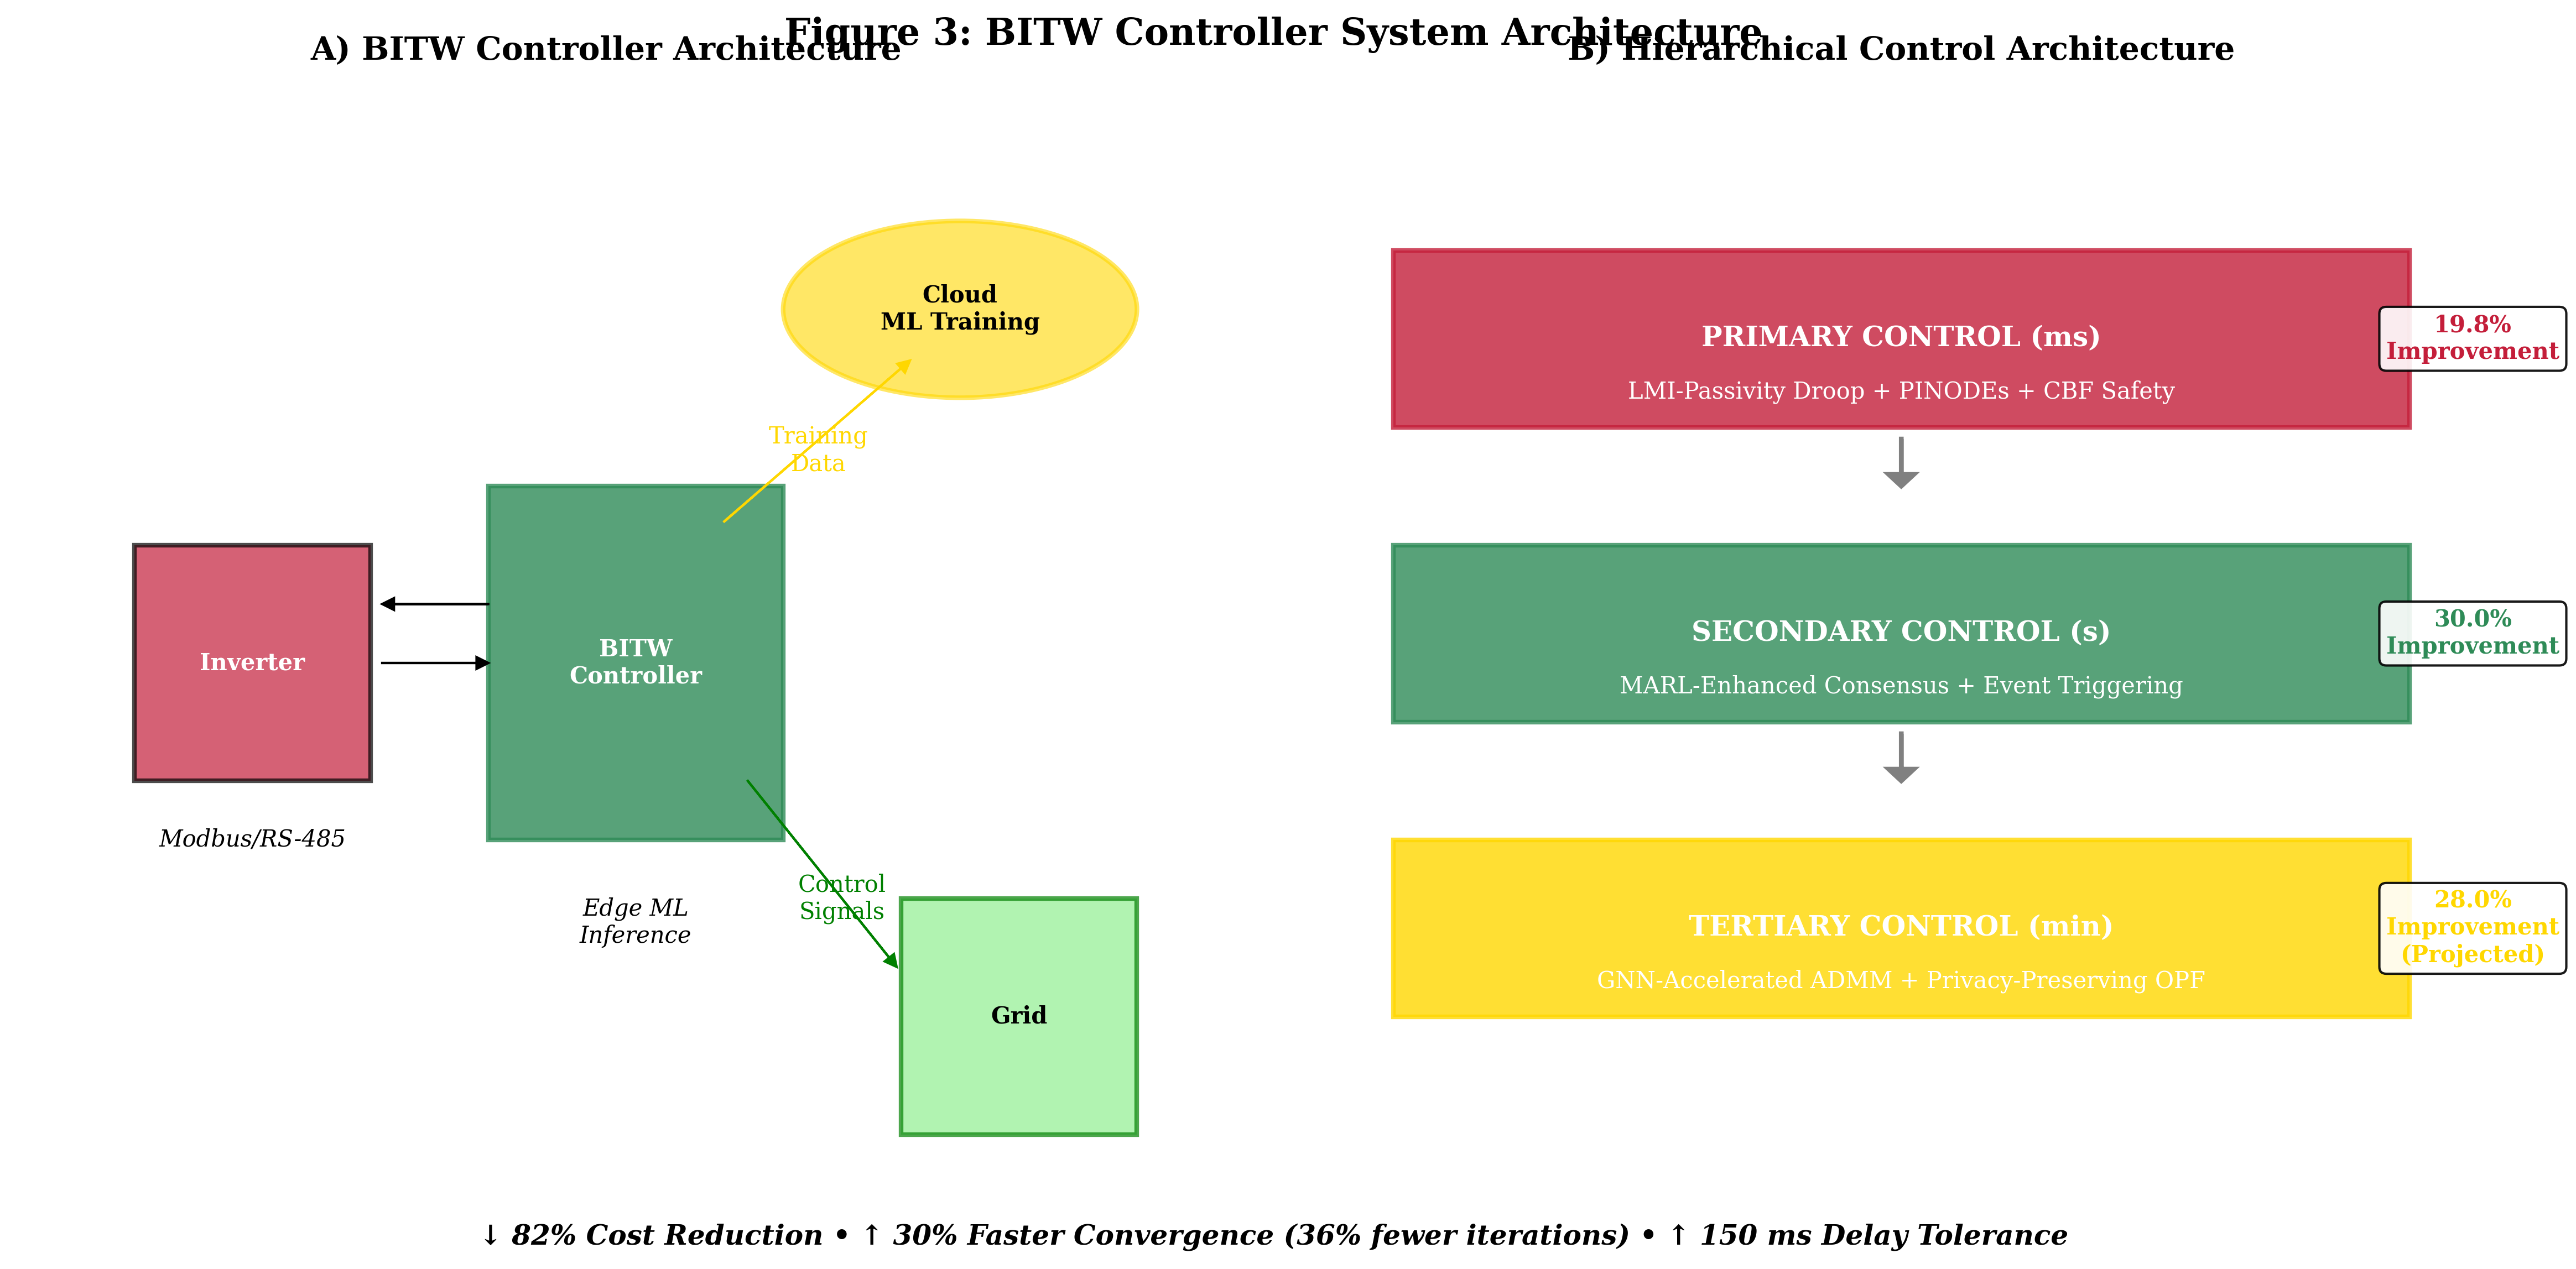 Figure 3: BITW Controller System Architecture
A) BITW Controller Architecture
Cloud
ML Training
Training
Data
BITW
Controller
Inverter
Modbus/RS-485
Edge ML
Inference
Control
Signals
Grid
B) Hierarchical Control Architecture
PRIMARY CONTROL (ms)
LMI-Passivity Droop + PINODEs + CBF Safety
19.8%
Improvement
SECONDARY CONTROL (s)
MARL-Enhanced Consensus + Event Triggering
30.0%
Improvement
TERTIARY CONTROL (min)
GNN-Accelerated ADMM + Privacy-Preserving OPF
28.0%
Improvement
(Projected)
↓ 82% Cost Reduction • ↑ 30% Faster Convergence (36% fewer iterations) • ↑ 150 ms Delay Tolerance